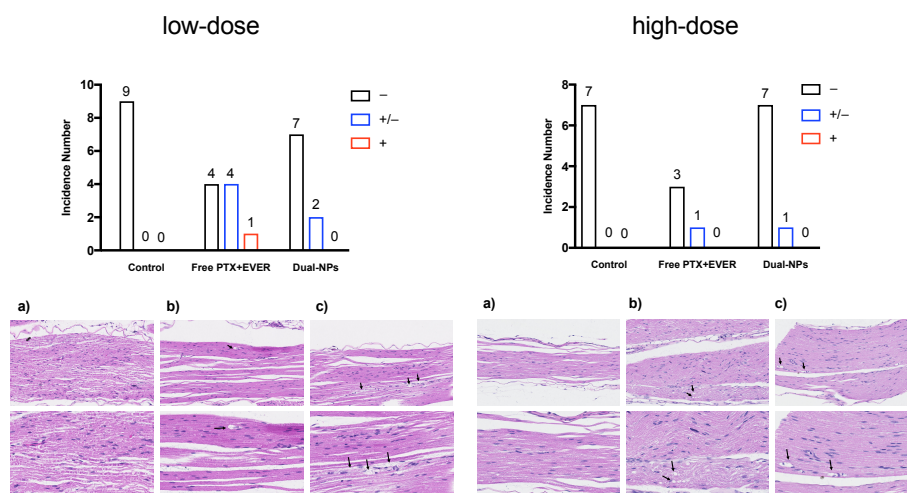 low-dose
high-dose
10
9
8
6
4
2
0
Incidence Number
9
0 0
4 4
1
7
2
0
Control
Free PTX+EVER
Dual-NPs
–
+/–
+
8
6
4
2
0
Incidence Number
7
0 0
3
1
0
7
1
0
Control
Free PTX+EVER
Dual-NPs
–
+/–
+
a)
b)
c)
a)
b)
c)